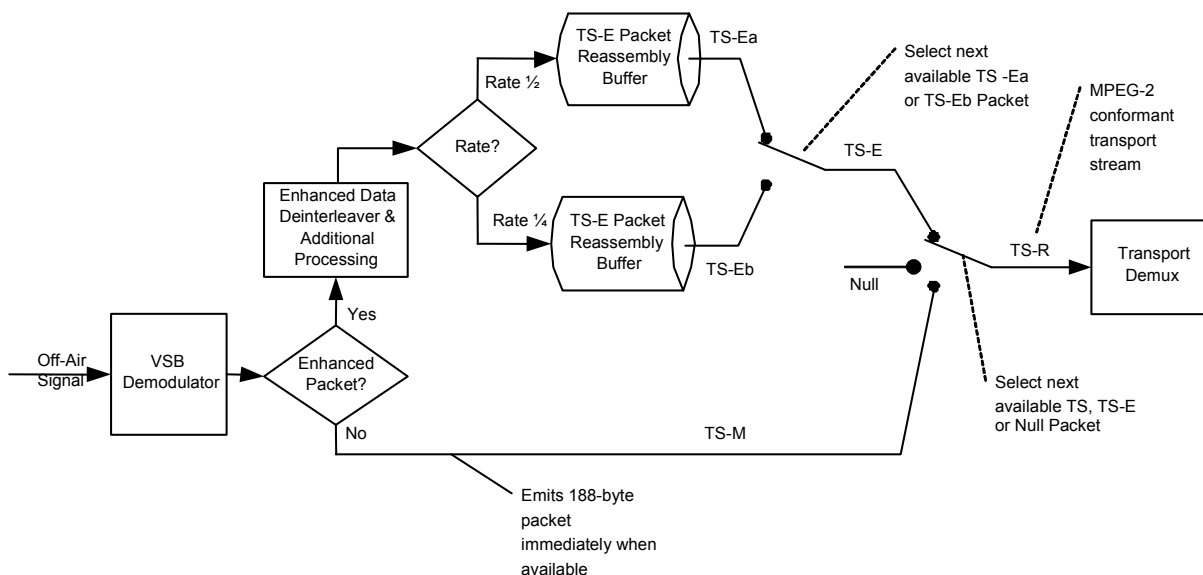 TS-E Packet
Reassembly
Buffer
TS-Ea
Select next
available TS -Ea
or TS-Eb Packet
MPEG-2
conformant
transport
stream
Rate ½
Rate?
TS-E
Enhanced Data
Deinterleaver &
Additional
Processing
Rate ¼
TS-E Packet
Reassembly
Buffer
TS-Eb
TS-R
Transport
Demux
Null
Yes
Off-Air
Signal
VSB
Demodulator
Enhanced
Packet?
Select next
available TS, TS-E
or Null Packet
No
TS-M
Emits 188-byte
packet
immediately when
available